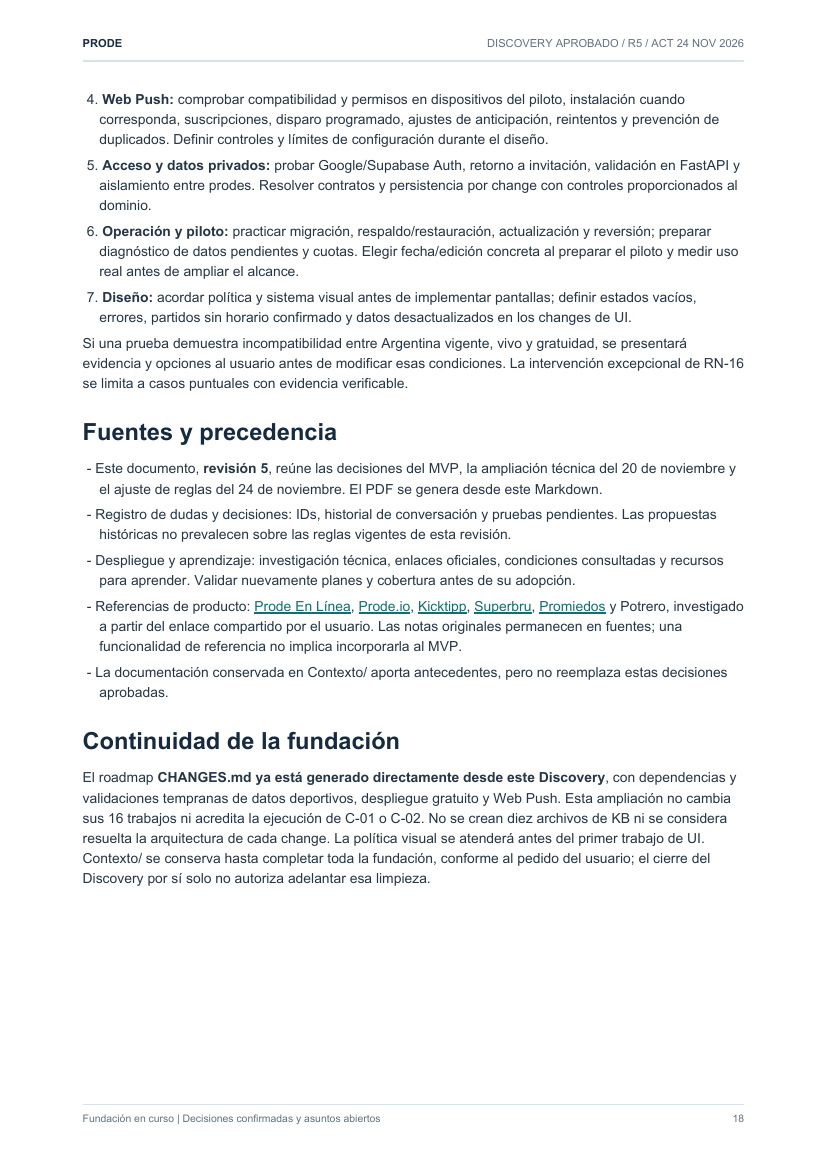 PRODE
DISCOVERY APROBADO / R5 / ACT 24 NOV 2026
4. Web Push: comprobar compatibilidad y permisos en dispositivos del piloto, instalación cuando
corresponda, suscripciones, disparo programado, ajustes de anticipación, reintentos y prevención de
duplicados. Definir controles y límites de configuración durante el diseño.
5. Acceso y datos privados: probar Google/Supabase Auth, retorno a invitación, validación en FastAPI y
aislamiento entre prodes. Resolver contratos y persistencia por change con controles proporcionados al
dominio.
6. Operación y piloto: practicar migración, respaldo/restauración, actualización y reversión; preparar
diagnóstico de datos pendientes y cuotas. Elegir fecha/edición concreta al preparar el piloto y medir uso
real antes de ampliar el alcance.
7. Diseño: acordar política y sistema visual antes de implementar pantallas; definir estados vacíos,
errores, partidos sin horario confirmado y datos desactualizados en los changes de UI.
Si una prueba demuestra incompatibilidad entre Argentina vigente, vivo y gratuidad, se presentará
evidencia y opciones al usuario antes de modificar esas condiciones. La intervención excepcional de RN-16
se limita a casos puntuales con evidencia verificable.
Fuentes y precedencia
- Este documento, revisión 5, reúne las decisiones del MVP, la ampliación técnica del 20 de noviembre y
el ajuste de reglas del 24 de noviembre. El PDF se genera desde este Markdown.
- Registro de dudas y decisiones: IDs, historial de conversación y pruebas pendientes. Las propuestas
históricas no prevalecen sobre las reglas vigentes de esta revisión.
- Despliegue y aprendizaje: investigación técnica, enlaces oficiales, condiciones consultadas y recursos
para aprender. Validar nuevamente planes y cobertura antes de su adopción.
- Referencias de producto: Prode En Línea, Prode.io, Kicktipp, Superbru, Promiedos y Potrero, investigado
a partir del enlace compartido por el usuario. Las notas originales permanecen en fuentes; una
funcionalidad de referencia no implica incorporarla al MVP.
- La documentación conservada en Contexto/ aporta antecedentes, pero no reemplaza estas decisiones
aprobadas.
Continuidad de la fundación
El roadmap CHANGES.md ya está generado directamente desde este Discovery, con dependencias y
validaciones tempranas de datos deportivos, despliegue gratuito y Web Push. Esta ampliación no cambia
sus 16 trabajos ni acredita la ejecución de C-01 o C-02. No se crean diez archivos de KB ni se considera
resuelta la arquitectura de cada change. La política visual se atenderá antes del primer trabajo de UI.
Contexto/ se conserva hasta completar toda la fundación, conforme al pedido del usuario; el cierre del
Discovery por sí solo no autoriza adelantar esa limpieza.
Fundación en curso | Decisiones confirmadas y asuntos abiertos
18